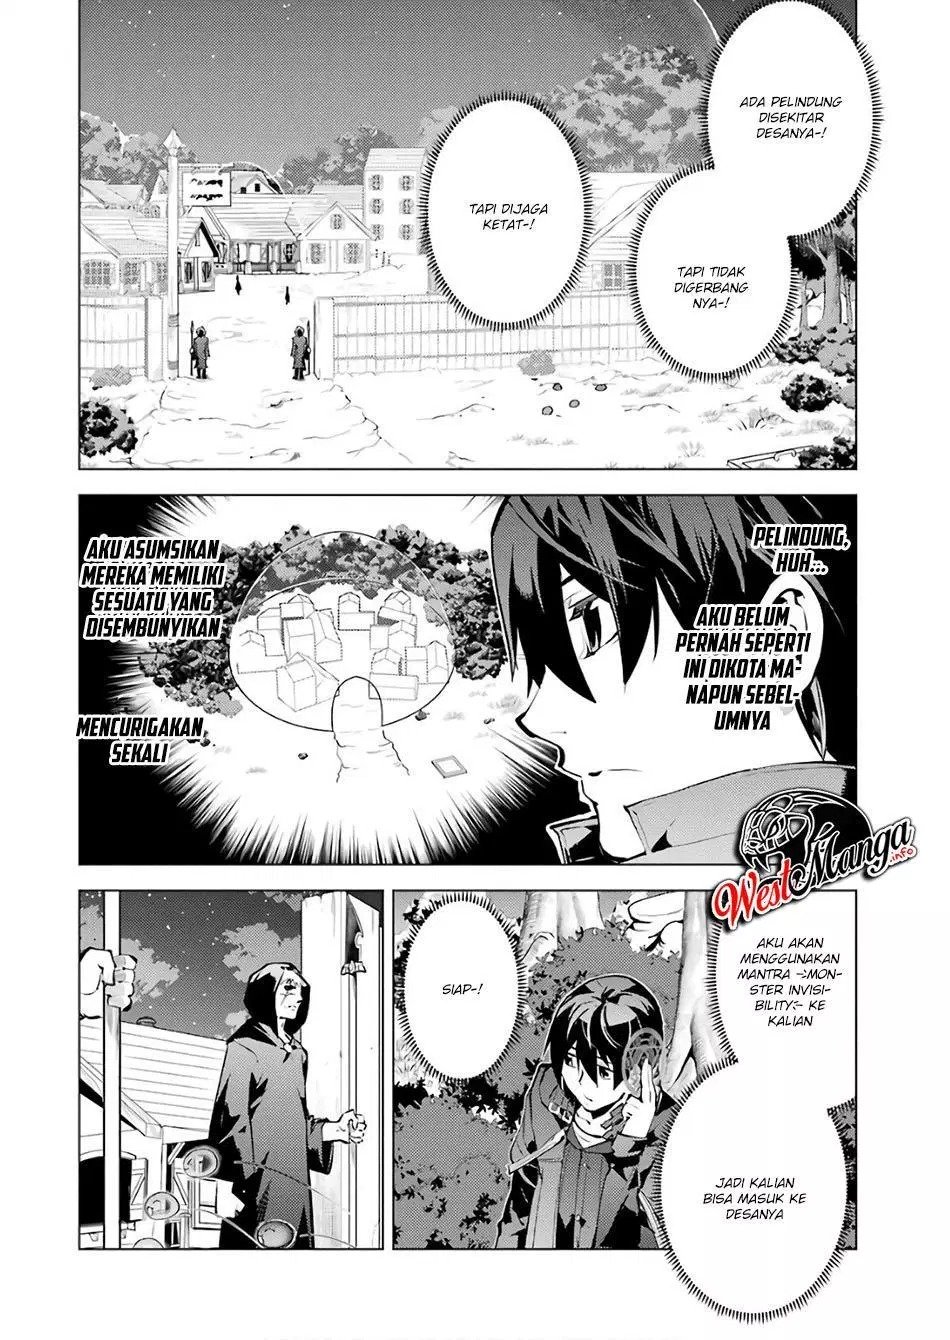 ADA PELINDUNG
DISEKITAR
DESANYA-!
TAPI TIDAK
DIGERBANG
NYA-!
TAPI DIJAGA
KETAT-!
PELINDUNG,
HUH...
AKU BELUM
PERNAH SEPERTI
INI DIKOTA MA-
NAPUN SEBEL-
UMNYA
AKU ASUMSIKAN
MEREKA MEMILIKI
SESUATU YANG
DISEMBUNYIKAN
MENCURIGAKAN
SEKALI
WestManga
.info
AKU AKAN
MENGGUNAKAN
MANTRA -:MON-
STER INVISI-
BILITY:- KE
KALIAN
JADI KALIAN
BISA MASUK KE
DESANYA
SIAP-!